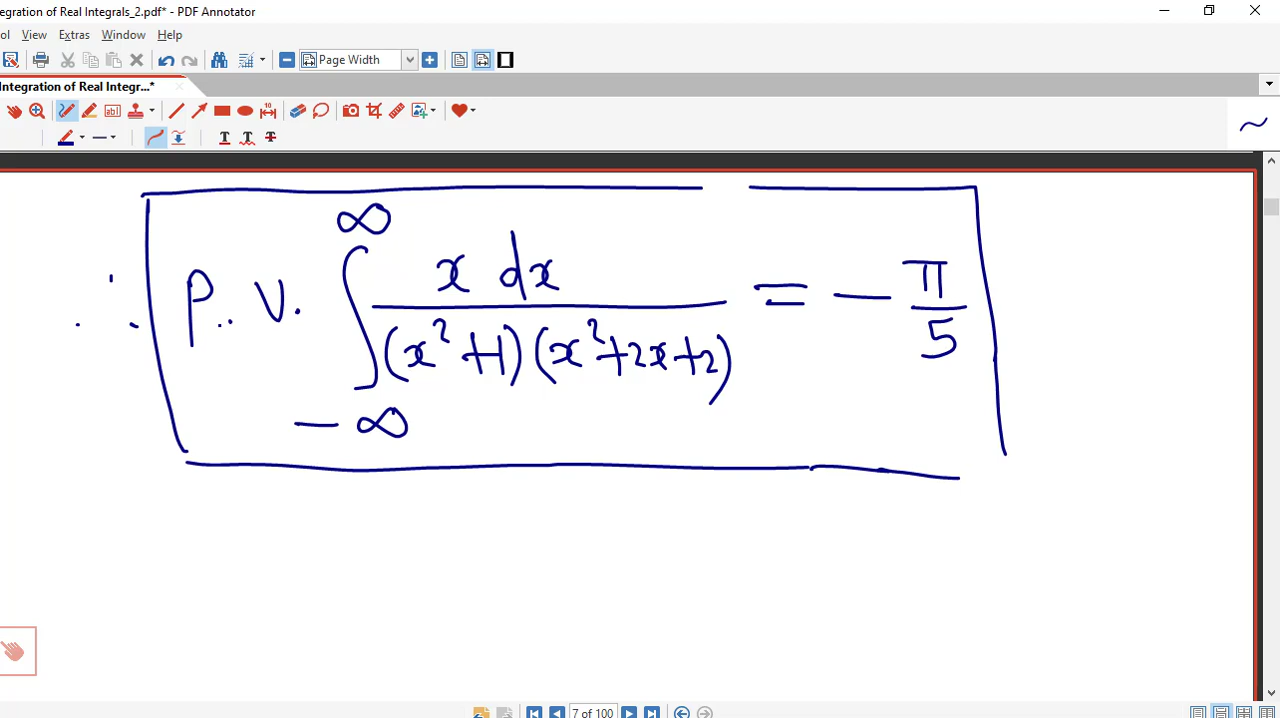 egration of Real Integrals_2.pdf* - PDF Annotator
ol View Extras Window Help
Page Width
Integration of Real Integr...*
∴ P.V. ∫_{-∞}^{∞} x dx / (x² + 1)(x² + 2x + 2) = - π/5
7 of 100